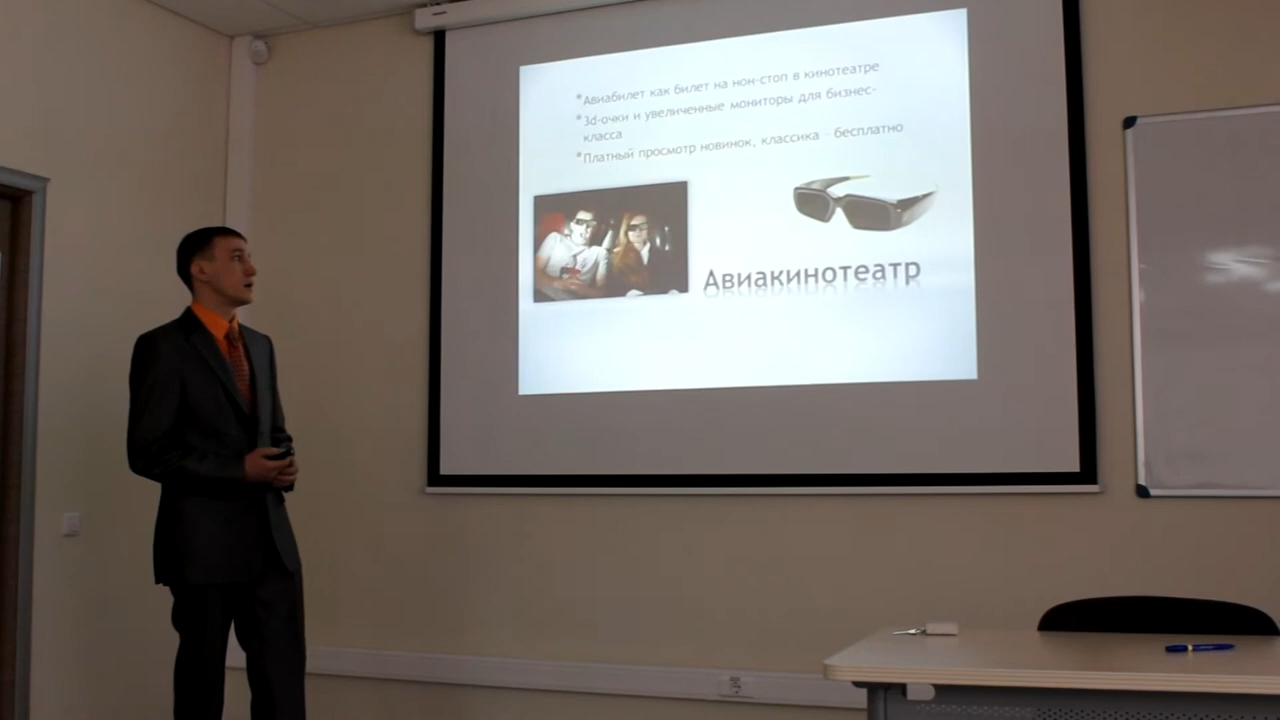 *Авиабилет как билет на нон-стоп в кинотеатре
*3d-очки и увеличенные мониторы для бизнес-
класса
*Платный просмотр новинок, классика – бесплатно
Авиакинотеатр